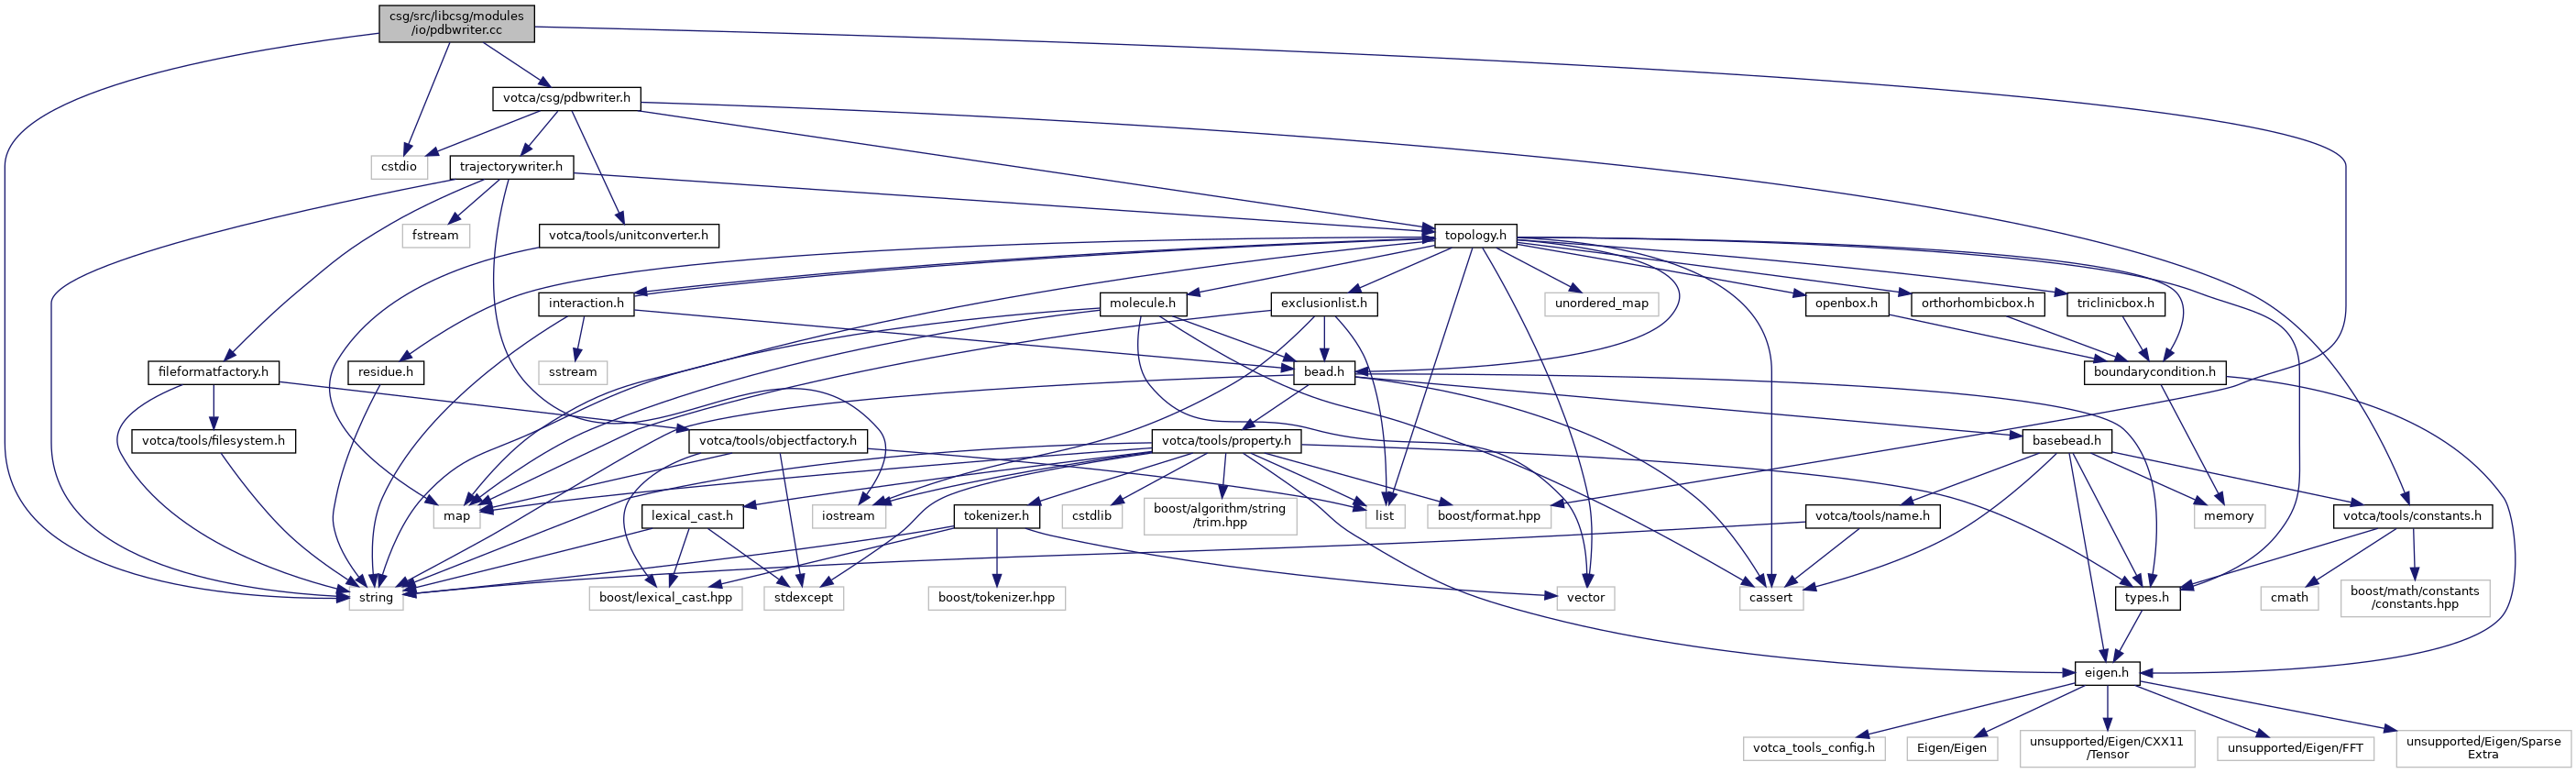 csg/src/libcsg/modules
/io/pdbwriter.cc
votca/csg/pdbwriter.h
cstdio
trajectorywriter.h
fstream
votca/tools/unitconverter.h
topology.h
interaction.h
molecule.h
exclusionlist.h
unordered_map
openbox.h
orthorhombicbox.h
triclinicbox.h
fileformatfactory.h
residue.h
sstream
bead.h
boundarycondition.h
votca/tools/filesystem.h
votca/tools/objectfactory.h
votca/tools/property.h
basebead.h
map
lexical_cast.h
iostream
tokenizer.h
cstdlib
boost/algorithm/string
/trim.hpp
list
boost/format.hpp
votca/tools/name.h
memory
votca/tools/constants.h
string
boost/lexical_cast.hpp
stdexcept
boost/tokenizer.hpp
vector
cassert
types.h
cmath
boost/math/constants
/constants.hpp
eigen.h
votca_tools_config.h
Eigen/Eigen
unsupported/Eigen/CXX11
/Tensor
unsupported/Eigen/FFT
unsupported/Eigen/Sparse
Extra